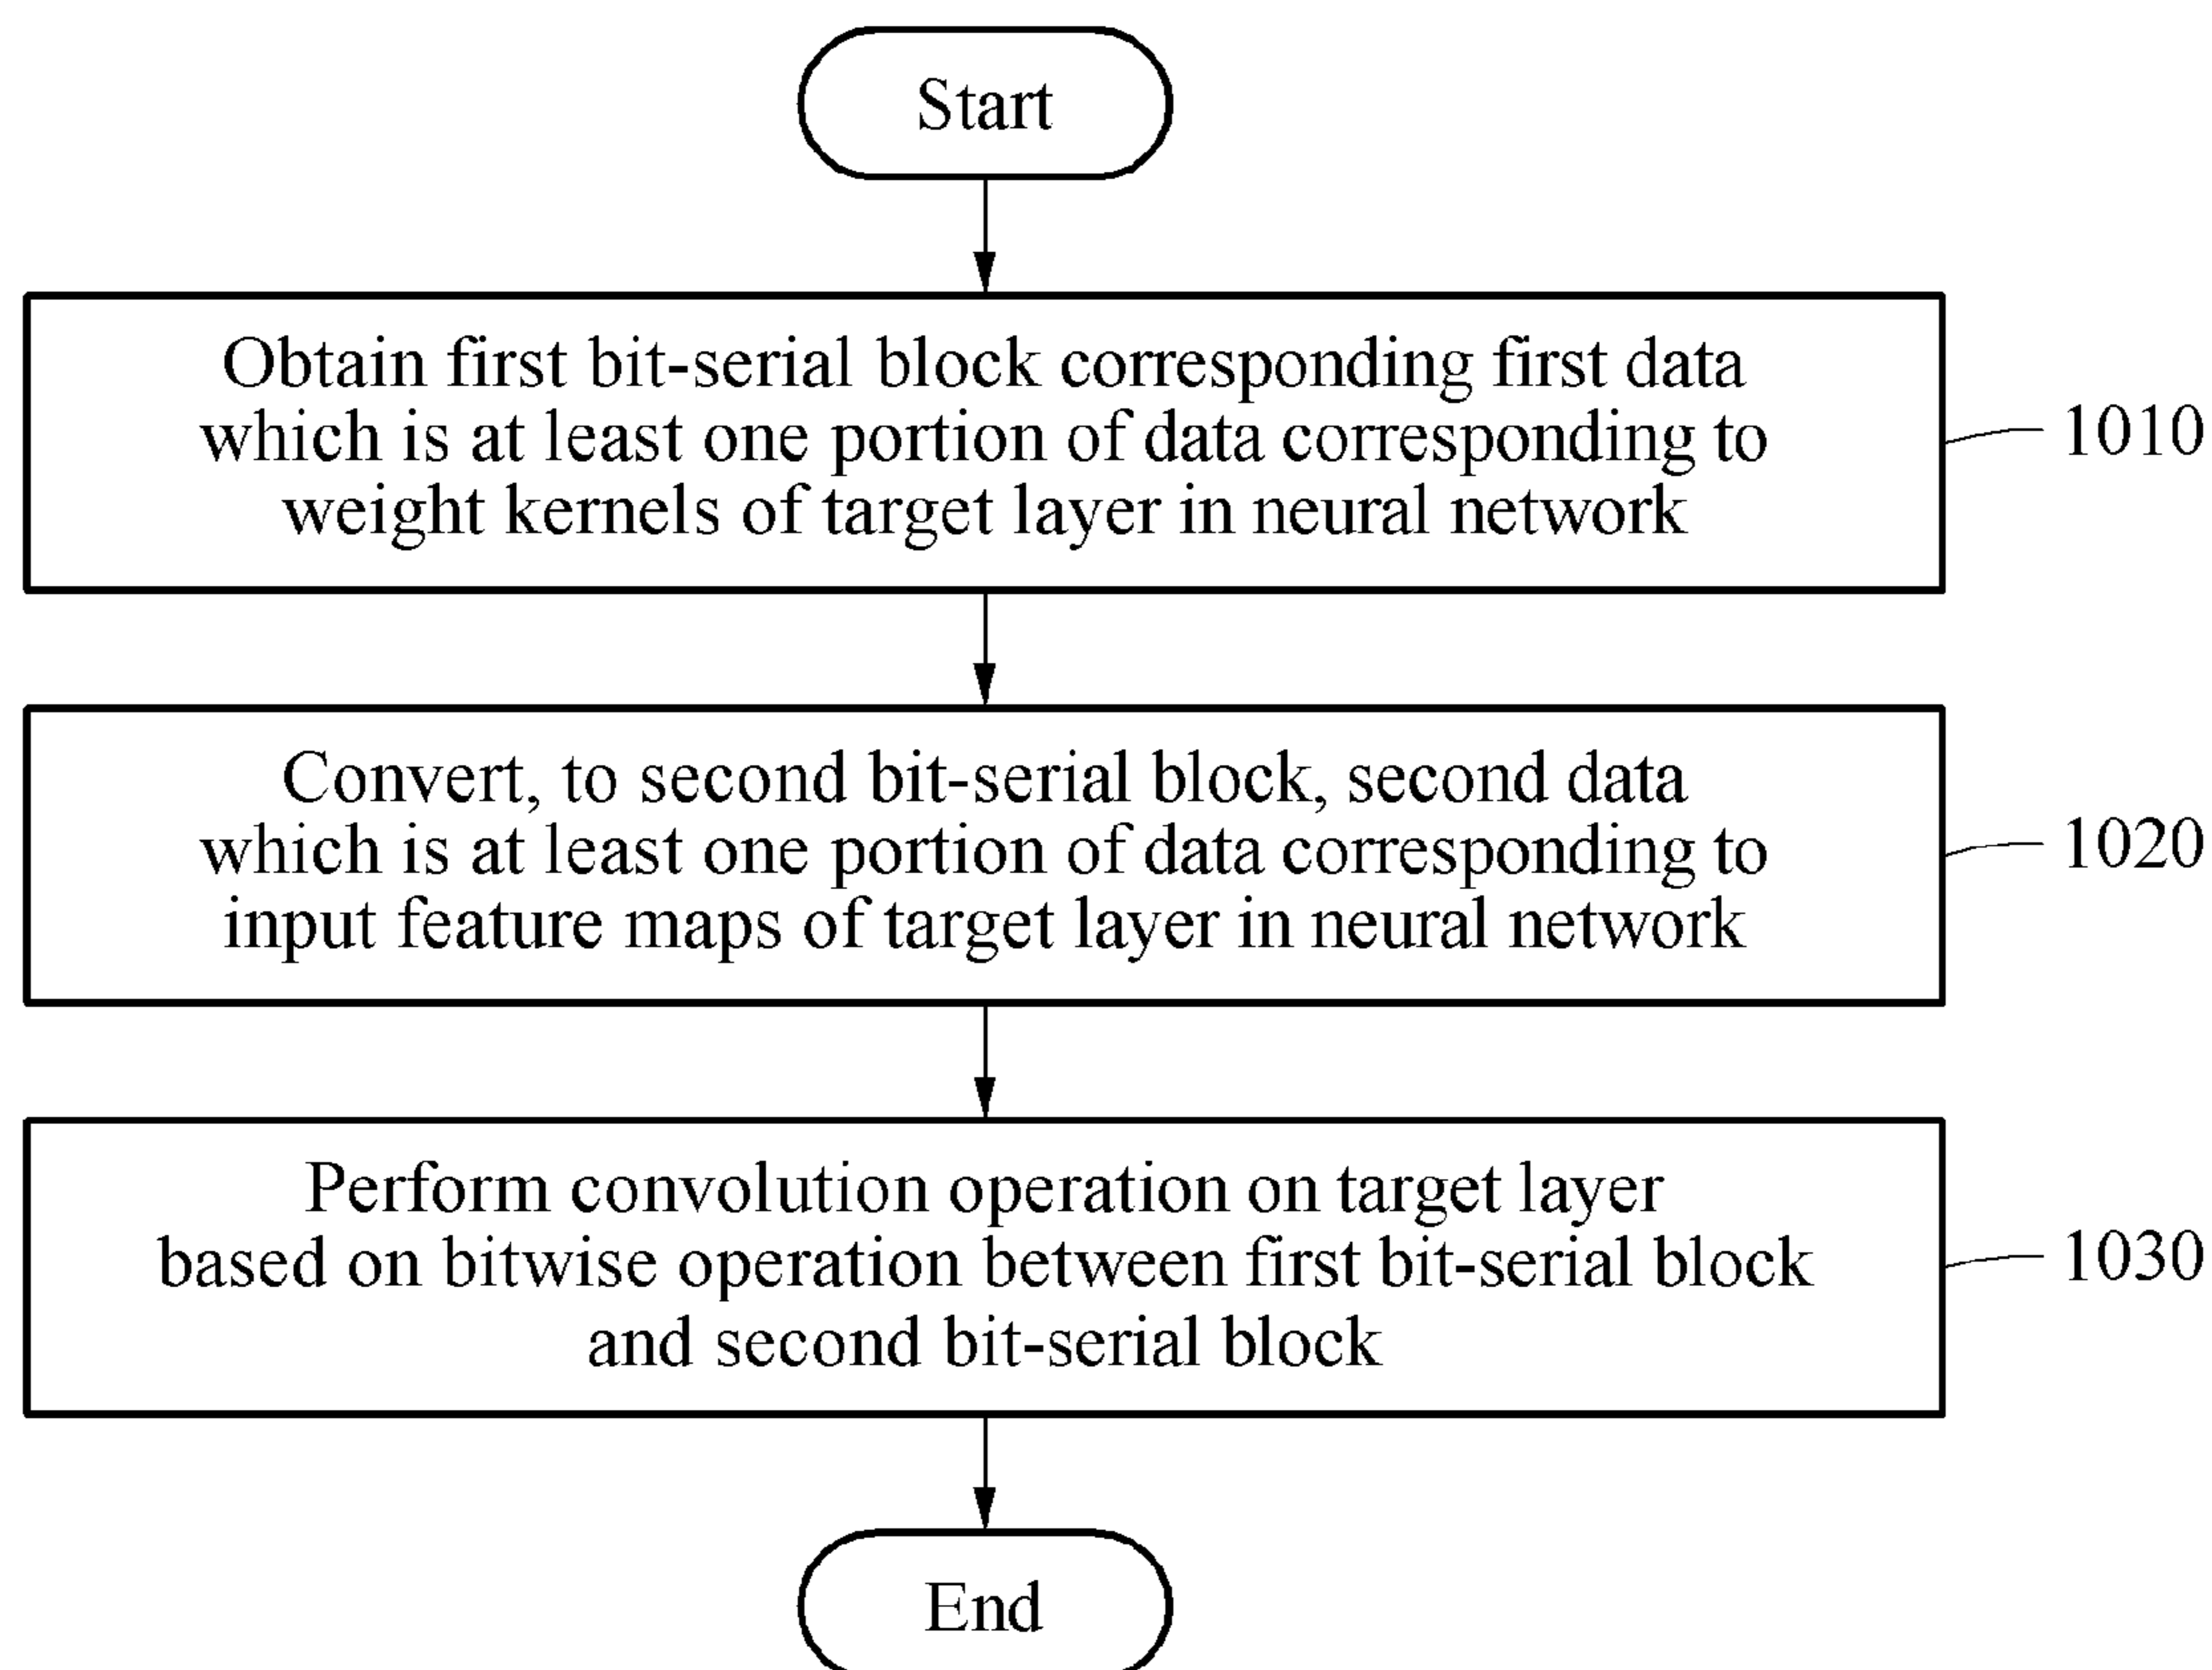 Start
Obtain first bit-serial block corresponding first data
which is at least one portion of data corresponding to
weight kernels of target layer in neural network
1010
Convert, to second bit-serial block, second data
which is at least one portion of data corresponding to
input feature maps of target layer in neural network
1020
Perform convolution operation on target layer
based on bitwise operation between first bit-serial block
and second bit-serial block
1030
End